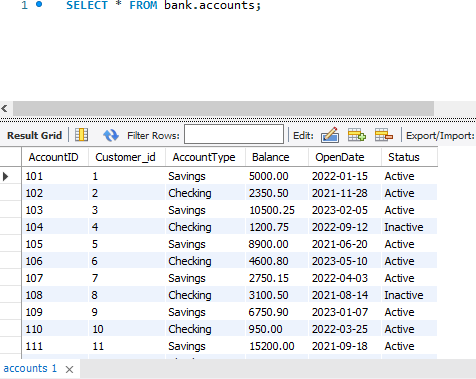 1 SELECT * FROM bank.accounts;
Result Grid Filter Rows: Edit: Export/Import:
AccountID Customer_id AccountType Balance OpenDate Status
101 1 Savings 5000.00 2022-01-15 Active
102 2 Checking 2350.50 2021-11-28 Active
103 3 Savings 10500.25 2023-02-05 Active
104 4 Checking 1200.75 2022-09-12 Inactive
105 5 Savings 8900.00 2021-06-20 Active
106 6 Checking 4600.80 2023-05-10 Active
107 7 Savings 2750.15 2022-04-03 Active
108 8 Checking 3100.50 2021-08-14 Inactive
109 9 Savings 6750.90 2023-01-07 Active
110 10 Checking 950.00 2022-03-25 Active
111 11 Savings 15200.00 2021-09-18 Active
accounts 1